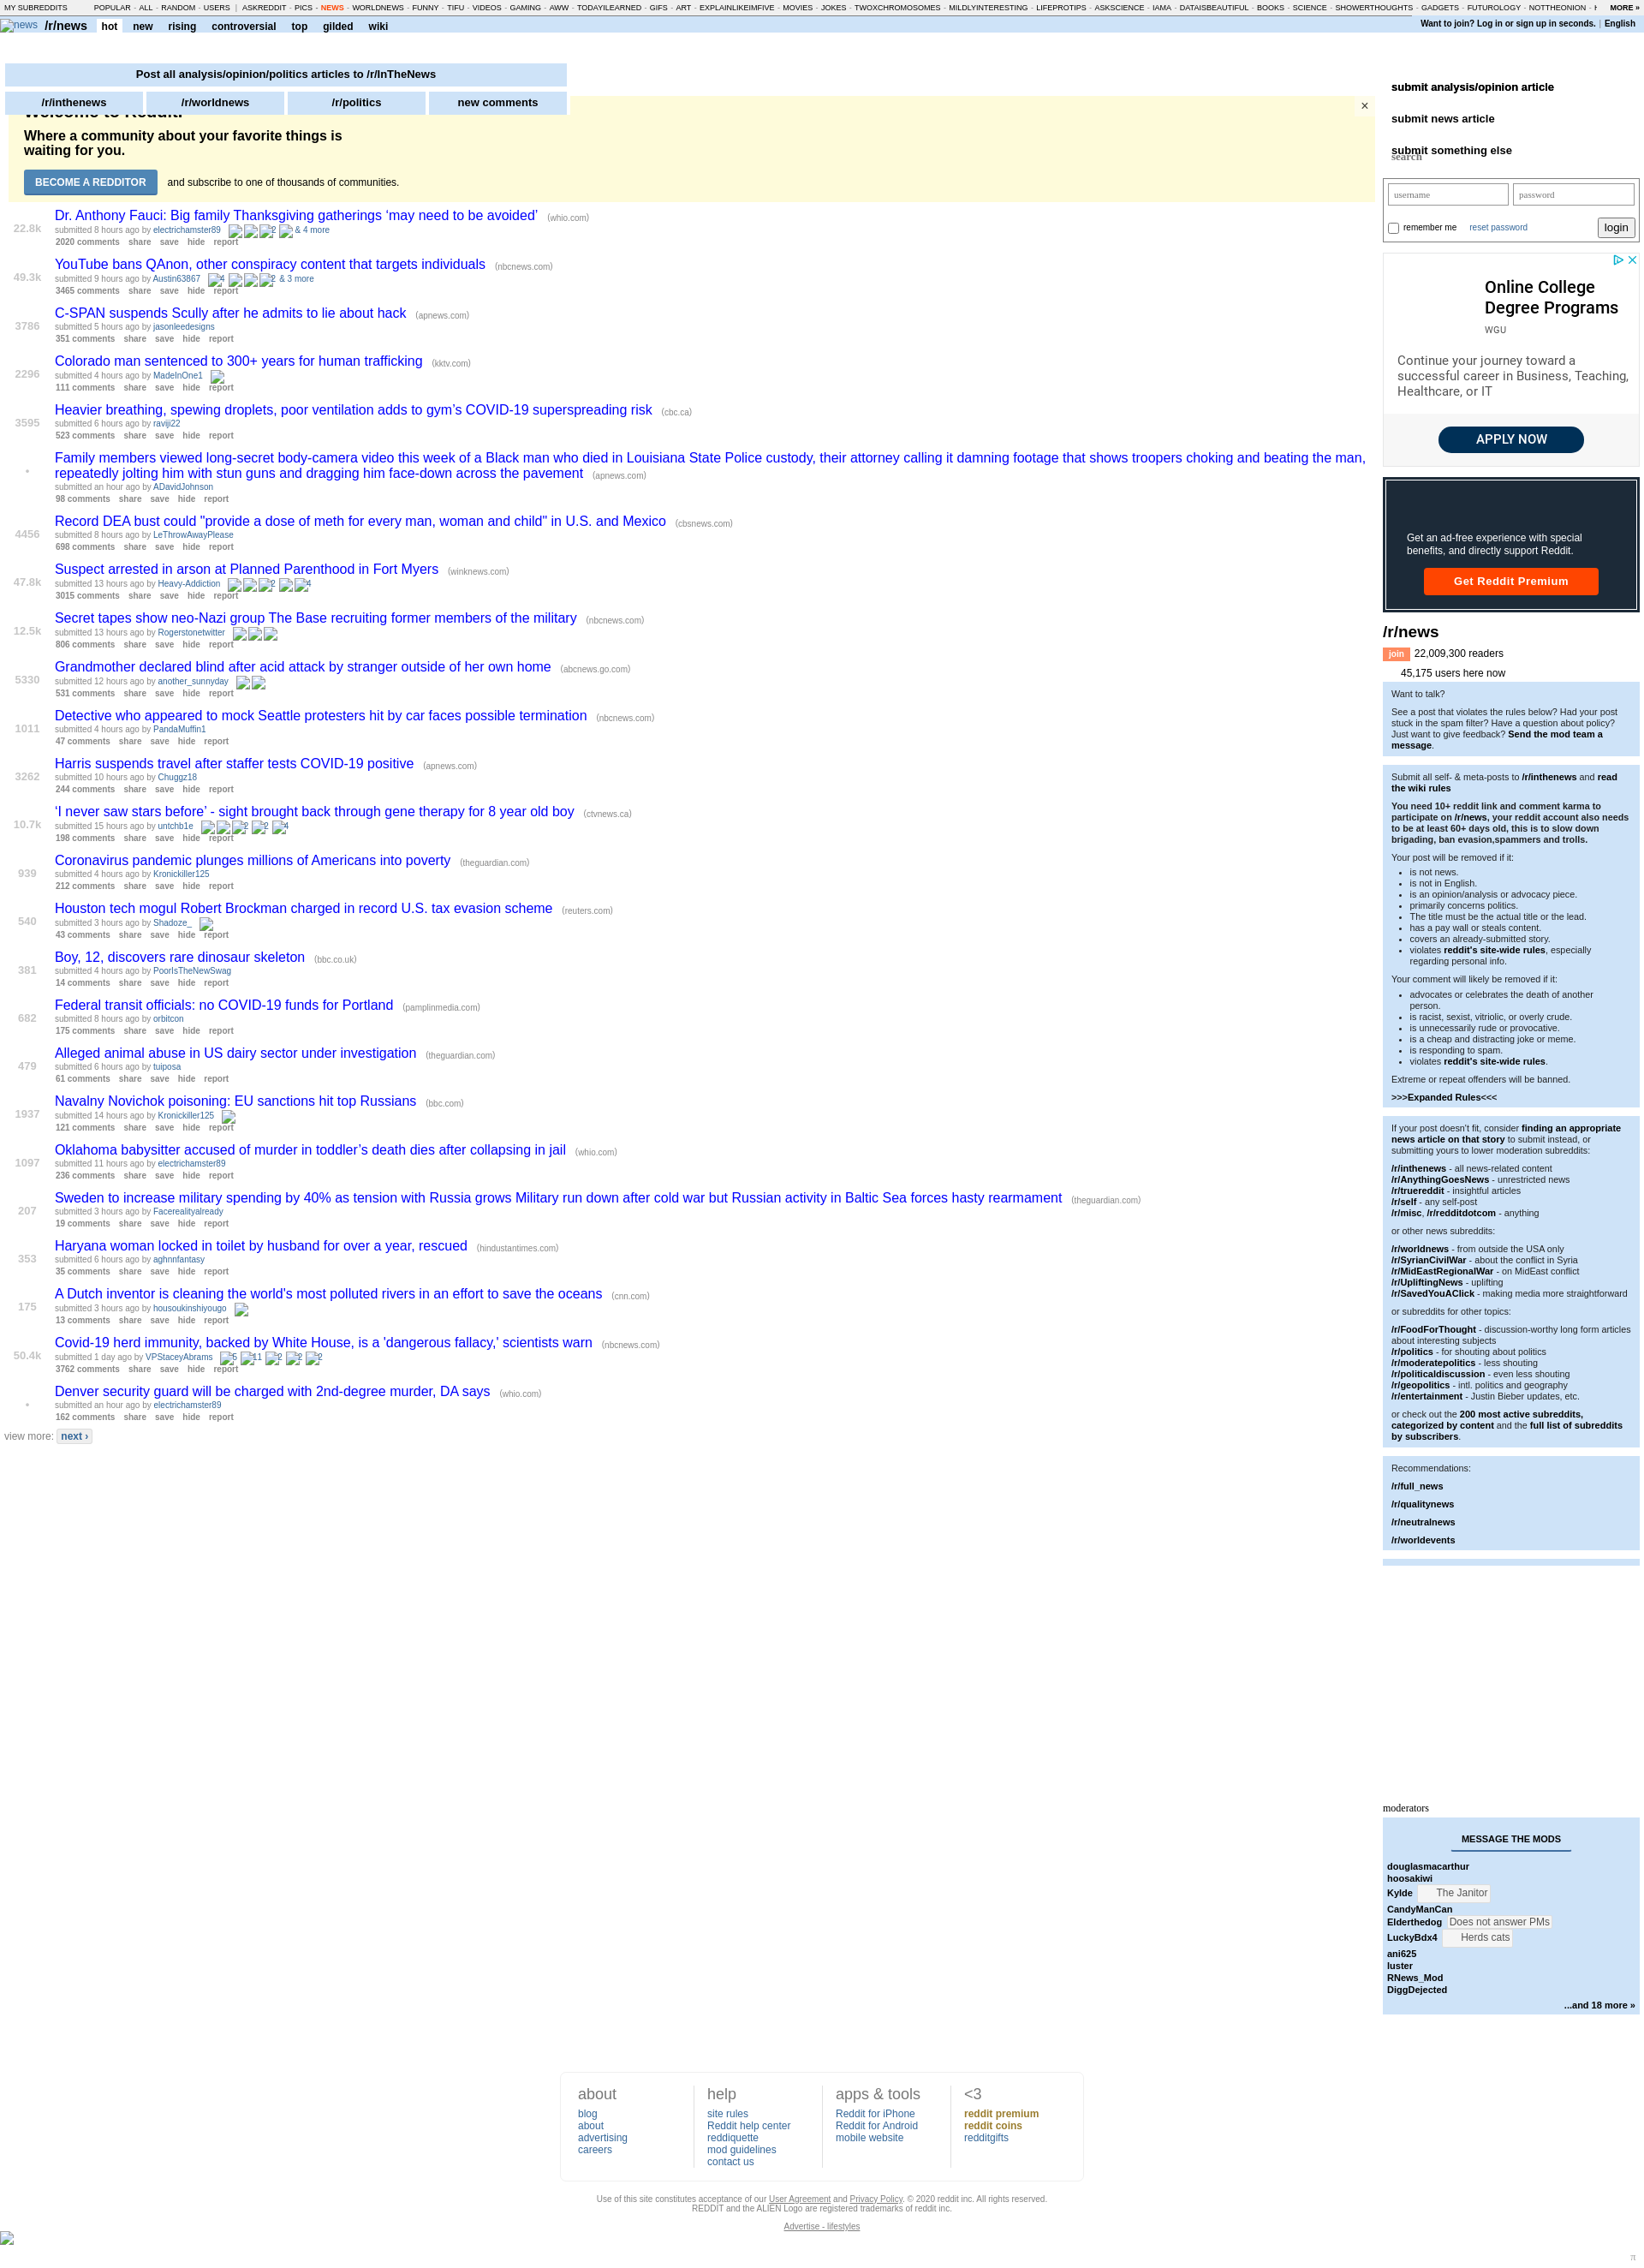 MY SUBREDDITS POPULAR - ALL - RANDOM - USERS | ASKREDDIT - PICS - NEWS - WORLDNEWS - FUNNY - TIFU - VIDEOS - GAMING - AWW - TODAYILEARNED - GIFS - ART - EXPLAINLIKEIMFIVE - MOVIES - JOKES - TWOXCHROMOSOMES - MILDLYINTERESTING - LIFEPROTIPS - ASKSCIENCE - IAMA - DATAISBEAUTIFUL - BOOKS - SCIENCE - SHOWERTHOUGHTS - GADGETS - FUTUROLOGY - NOTTHEONION - MORE »
news /r/news hot new rising controversial top gilded wiki
Want to join? Log in or sign up in seconds. | English
Post all analysis/opinion/politics articles to /r/InTheNews
/r/inthenews /r/worldnews /r/politics new comments
Welcome to Reddit.
×
Where a community about your favorite things is
waiting for you.
BECOME A REDDITOR and subscribe to one of thousands of communities.
22.8k
Dr. Anthony Fauci: Big family Thanksgiving gatherings ‘may need to be avoided’ (whio.com)
submitted 8 hours ago by electrichamster89 2 & 4 more
2020 comments share save hide report
49.3k
YouTube bans QAnon, other conspiracy content that targets individuals (nbcnews.com)
submitted 9 hours ago by Austin63867 4 2 & 3 more
3465 comments share save hide report
3786
C-SPAN suspends Scully after he admits to lie about hack (apnews.com)
submitted 5 hours ago by jasonleedesigns
351 comments share save hide report
2296
Colorado man sentenced to 300+ years for human trafficking (kktv.com)
submitted 4 hours ago by MadeInOne1
111 comments share save hide report
3595
Heavier breathing, spewing droplets, poor ventilation adds to gym’s COVID-19 superspreading risk (cbc.ca)
submitted 6 hours ago by raviji22
523 comments share save hide report
•
Family members viewed long-secret body-camera video this week of a Black man who died in Louisiana State Police custody, their attorney calling it damning footage that shows troopers choking and beating the man,
repeatedly jolting him with stun guns and dragging him face-down across the pavement (apnews.com)
submitted an hour ago by ADavidJohnson
98 comments share save hide report
4456
Record DEA bust could "provide a dose of meth for every man, woman and child" in U.S. and Mexico (cbsnews.com)
submitted 8 hours ago by LeThrowAwayPlease
698 comments share save hide report
47.8k
Suspect arrested in arson at Planned Parenthood in Fort Myers (winknews.com)
submitted 13 hours ago by Heavy-Addiction 2 4
3015 comments share save hide report
12.5k
Secret tapes show neo-Nazi group The Base recruiting former members of the military (nbcnews.com)
submitted 13 hours ago by Rogerstonetwitter
806 comments share save hide report
5330
Grandmother declared blind after acid attack by stranger outside of her own home (abcnews.go.com)
submitted 12 hours ago by another_sunnyday
531 comments share save hide report
1011
Detective who appeared to mock Seattle protesters hit by car faces possible termination (nbcnews.com)
submitted 4 hours ago by PandaMuffin1
47 comments share save hide report
3262
Harris suspends travel after staffer tests COVID-19 positive (apnews.com)
submitted 10 hours ago by Chuggz18
244 comments share save hide report
10.7k
‘I never saw stars before’ - sight brought back through gene therapy for 8 year old boy (ctvnews.ca)
submitted 15 hours ago by untchb1e 2 2 4
198 comments share save hide report
939
Coronavirus pandemic plunges millions of Americans into poverty (theguardian.com)
submitted 4 hours ago by Kronickiller125
212 comments share save hide report
540
Houston tech mogul Robert Brockman charged in record U.S. tax evasion scheme (reuters.com)
submitted 3 hours ago by Shadoze_
43 comments share save hide report
381
Boy, 12, discovers rare dinosaur skeleton (bbc.co.uk)
submitted 4 hours ago by PoorIsTheNewSwag
14 comments share save hide report
682
Federal transit officials: no COVID-19 funds for Portland (pamplinmedia.com)
submitted 8 hours ago by orbitcon
175 comments share save hide report
479
Alleged animal abuse in US dairy sector under investigation (theguardian.com)
submitted 6 hours ago by tuiposa
61 comments share save hide report
1937
Navalny Novichok poisoning: EU sanctions hit top Russians (bbc.com)
submitted 14 hours ago by Kronickiller125
121 comments share save hide report
1097
Oklahoma babysitter accused of murder in toddler’s death dies after collapsing in jail (whio.com)
submitted 11 hours ago by electrichamster89
236 comments share save hide report
207
Sweden to increase military spending by 40% as tension with Russia grows Military run down after cold war but Russian activity in Baltic Sea forces hasty rearmament (theguardian.com)
submitted 3 hours ago by Facerealityalready
19 comments share save hide report
353
Haryana woman locked in toilet by husband for over a year, rescued (hindustantimes.com)
submitted 6 hours ago by aghnnfantasy
35 comments share save hide report
175
A Dutch inventor is cleaning the world's most polluted rivers in an effort to save the oceans (cnn.com)
submitted 3 hours ago by housoukinshiyougo
13 comments share save hide report
50.4k
Covid-19 herd immunity, backed by White House, is a 'dangerous fallacy,' scientists warn (nbcnews.com)
submitted 1 day ago by VPStaceyAbrams 5 11 2 2 2
3762 comments share save hide report
•
Denver security guard will be charged with 2nd-degree murder, DA says (whio.com)
submitted an hour ago by electrichamster89
162 comments share save hide report
view more: next ›
submit analysis/opinion article
submit news article
submit something else
search
username password
remember me reset password login
Online College
Degree Programs
WGU
Continue your journey toward a
successful career in Business, Teaching,
Healthcare, or IT
APPLY NOW
Get an ad-free experience with special
benefits, and directly support Reddit.
Get Reddit Premium
/r/news
join 22,009,300 readers
45,175 users here now
Want to talk?
See a post that violates the rules below? Had your post
stuck in the spam filter? Have a question about policy?
Just want to give feedback? Send the mod team a
message.
Submit all self- & meta-posts to /r/inthenews and read
the wiki rules
You need 10+ reddit link and comment karma to
participate on /r/news, your reddit account also needs
to be at least 60+ days old, this is to slow down
brigading, ban evasion,spammers and trolls.
Your post will be removed if it:
• is not news.
• is not in English.
• is an opinion/analysis or advocacy piece.
• primarily concerns politics.
• The title must be the actual title or the lead.
• has a pay wall or steals content.
• covers an already-submitted story.
• violates reddit's site-wide rules, especially
regarding personal info.
Your comment will likely be removed if it:
• advocates or celebrates the death of another
person.
• is racist, sexist, vitriolic, or overly crude.
• is unnecessarily rude or provocative.
• is a cheap and distracting joke or meme.
• is responding to spam.
• violates reddit's site-wide rules.
Extreme or repeat offenders will be banned.
>>>Expanded Rules<<<
If your post doesn't fit, consider finding an appropriate
news article on that story to submit instead, or
submitting yours to lower moderation subreddits:
/r/inthenews - all news-related content
/r/AnythingGoesNews - unrestricted news
/r/truereddit - insightful articles
/r/self - any self-post
/r/misc, /r/redditdotcom - anything
or other news subreddits:
/r/worldnews - from outside the USA only
/r/SyrianCivilWar - about the conflict in Syria
/r/MidEastRegionalWar - on MidEast conflict
/r/UpliftingNews - uplifting
/r/SavedYouAClick - making media more straightforward
or subreddits for other topics:
/r/FoodForThought - discussion-worthy long form articles
about interesting subjects
/r/politics - for shouting about politics
/r/moderatepolitics - less shouting
/r/politicaldiscussion - even less shouting
/r/geopolitics - intl. politics and geography
/r/entertainment - Justin Bieber updates, etc.
or check out the 200 most active subreddits,
categorized by content and the full list of subreddits
by subscribers.
Recommendations:
/r/full_news
/r/qualitynews
/r/neutralnews
/r/worldevents
moderators
MESSAGE THE MODS
douglasmacarthur
hoosakiwi
Kylde The Janitor
CandyManCan
Elderthedog Does not answer PMs
LuckyBdx4 Herds cats
ani625
luster
RNews_Mod
DiggDejected
...and 18 more »
about
blog
about
advertising
careers
help
site rules
Reddit help center
reddiquette
mod guidelines
contact us
apps & tools
Reddit for iPhone
Reddit for Android
mobile website
<3
reddit premium
reddit coins
redditgifts
Use of this site constitutes acceptance of our User Agreement and Privacy Policy. © 2020 reddit inc. All rights reserved.
REDDIT and the ALIEN Logo are registered trademarks of reddit inc.
Advertise - lifestyles
π